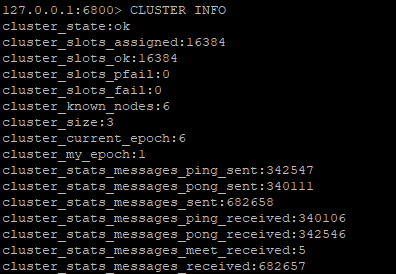 127.0.0.1:6800> CLUSTER INFO
cluster_state:ok
cluster_slots_assigned:16384
cluster_slots_ok:16384
cluster_slots_pfail:0
cluster_slots_fail:0
cluster_known_nodes:6
cluster_size:3
cluster_current_epoch:6
cluster_my_epoch:1
cluster_stats_messages_ping_sent:342547
cluster_stats_messages_pong_sent:340111
cluster_stats_messages_sent:682658
cluster_stats_messages_ping_received:340106
cluster_stats_messages_pong_received:342546
cluster_stats_messages_meet_received:5
cluster_stats_messages_received:682657